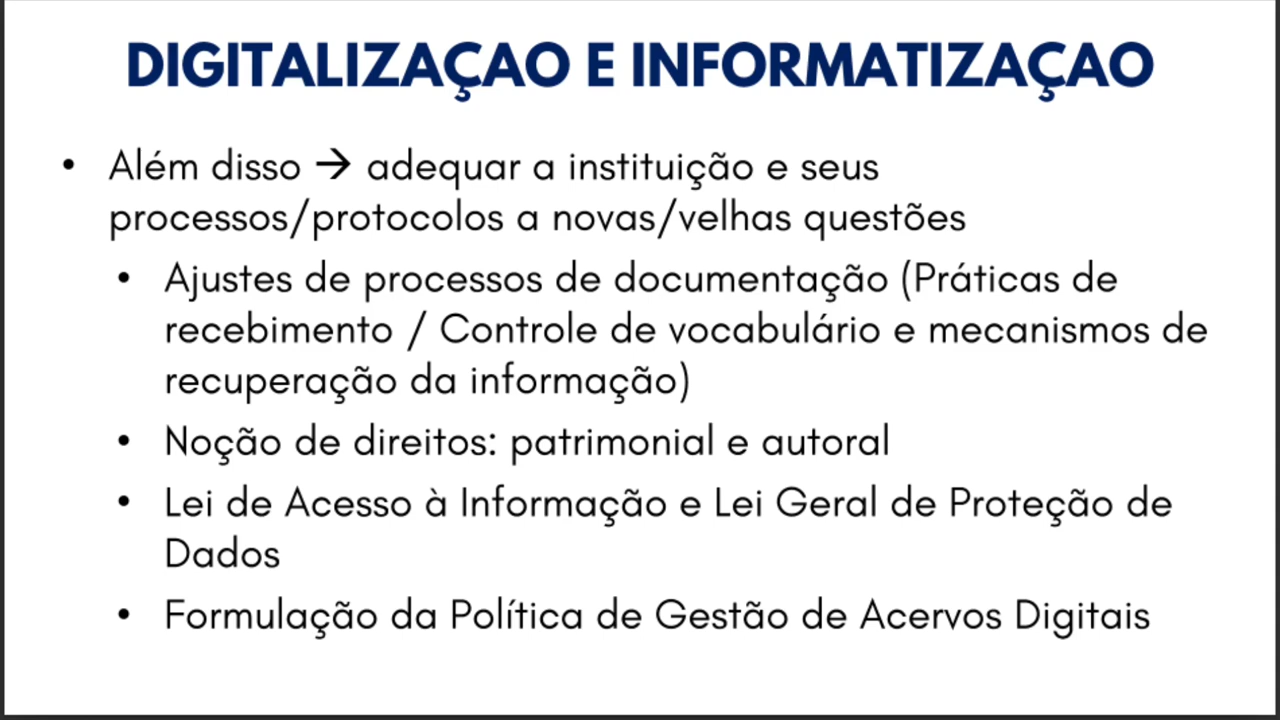 DIGITALIZAÇAO E INFORMATIZAÇAO
• Além disso → adequar a instituição e seus
processos/protocolos a novas/velhas questões
• Ajustes de processos de documentação (Práticas de
recebimento / Controle de vocabulário e mecanismos de
recuperação da informação)
• Noção de direitos: patrimonial e autoral
• Lei de Acesso à Informação e Lei Geral de Proteção de
Dados
• Formulação da Política de Gestão de Acervos Digitais